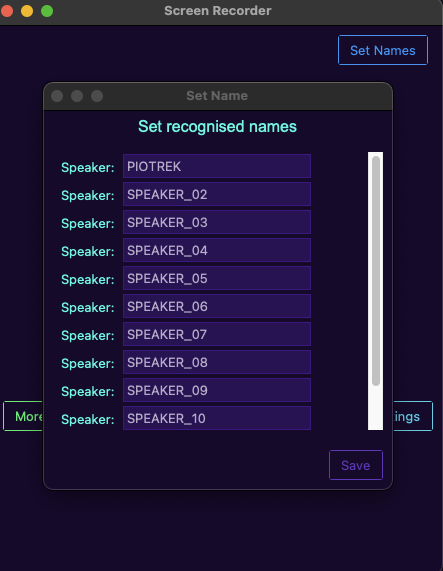 Screen Recorder
Set Names
Set Name
Set recognised names
Speaker: PIOTREK
Speaker: SPEAKER_02
Speaker: SPEAKER_03
Speaker: SPEAKER_04
Speaker: SPEAKER_05
Speaker: SPEAKER_06
Speaker: SPEAKER_07
Speaker: SPEAKER_08
Speaker: SPEAKER_09
More
ings
Speaker: SPEAKER_10
Save